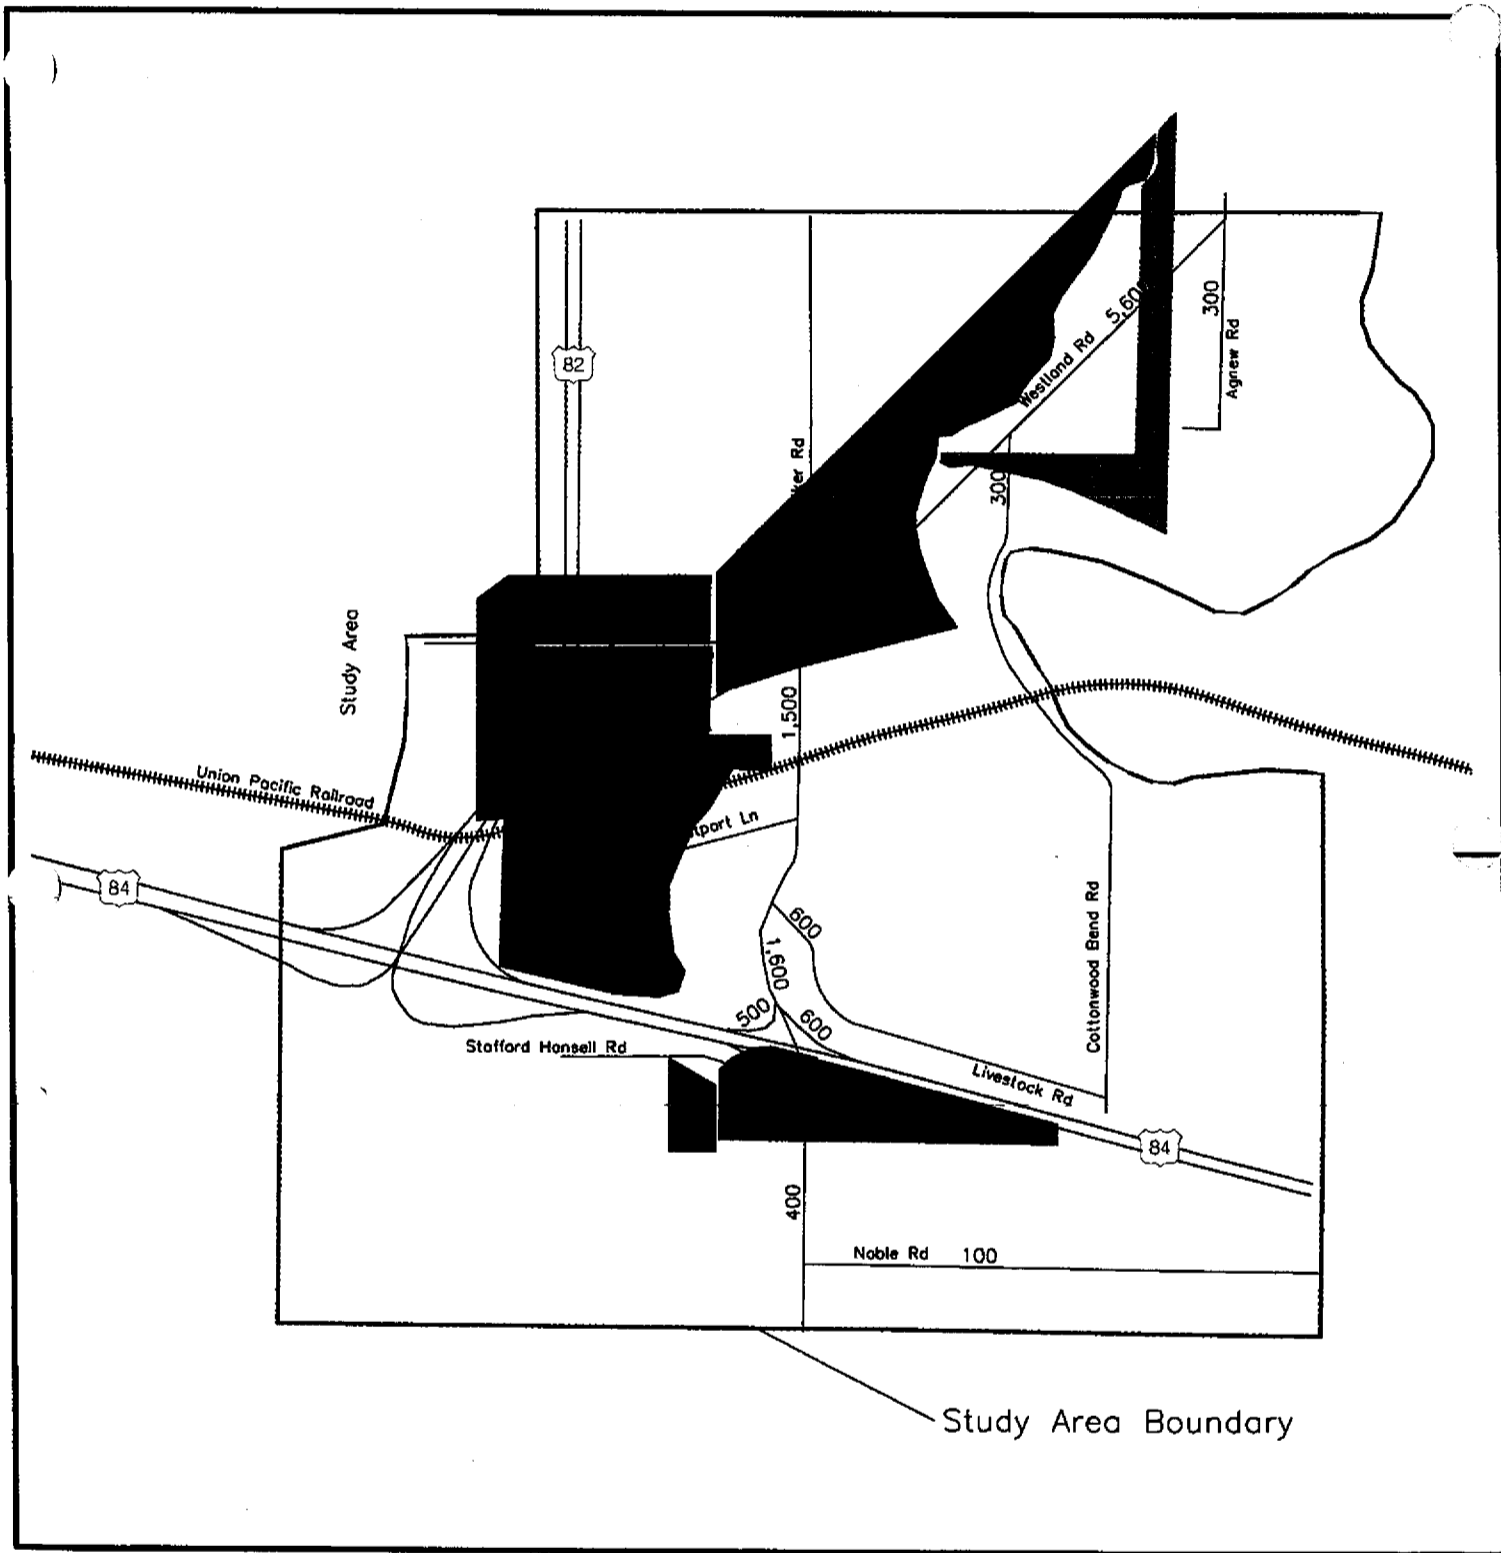 82
5,600
Westland Rd
300
Agnew Rd
300
Study Area
1,500
Union Pacific Railroad
Ln
84
600
1,600
500
600
Cottonwood Bend Rd
Stafford Hansell Rd
Livestock Rd
84
400
Noble Rd 100
Study Area Boundary